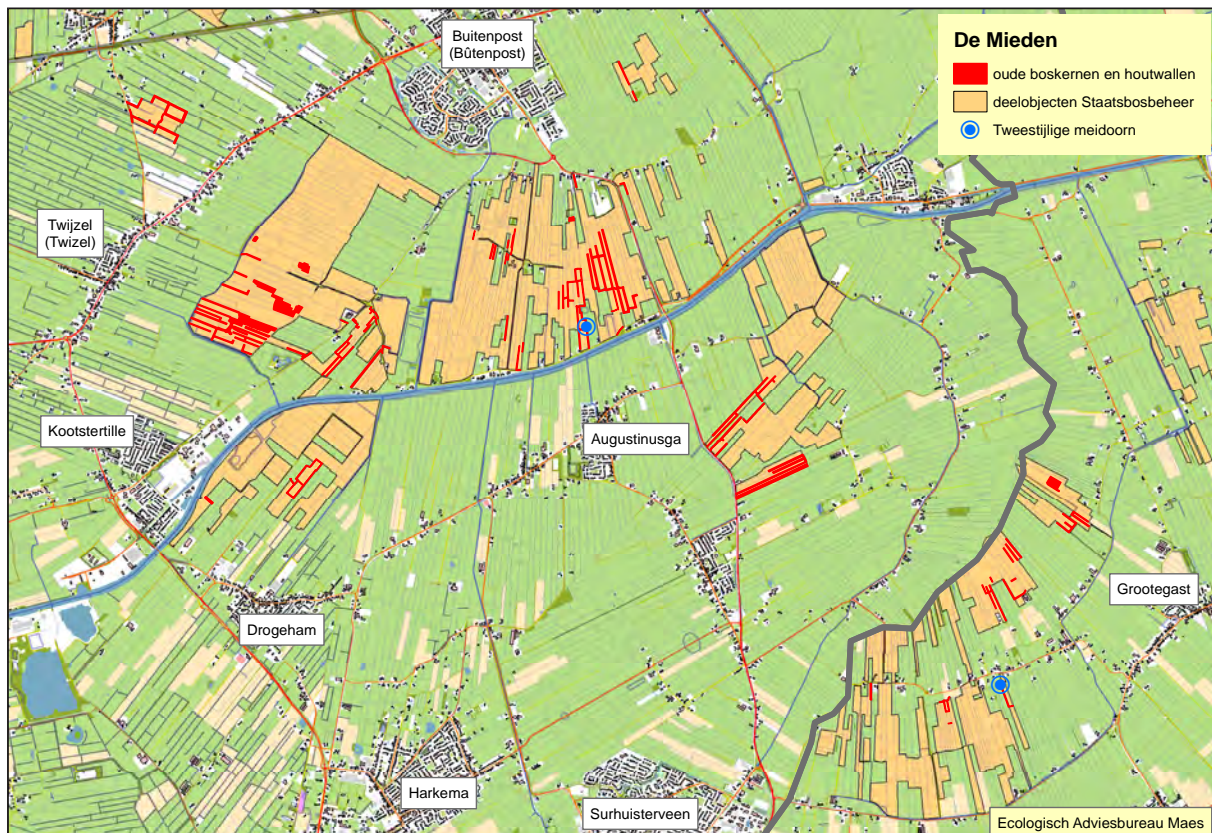 Buitenpost
(Bûtenpost)
De Mieden
oude boskernen en houtwallen
deelobjecten Staatsbosbeheer
Tweestijlige meidoorn
Twijzel
(Twizel)
Kootstertille
Augustinusga
Grootegast
Drogeham
Harkema
Surhuisterveen
Ecologisch Adviesbureau Maes